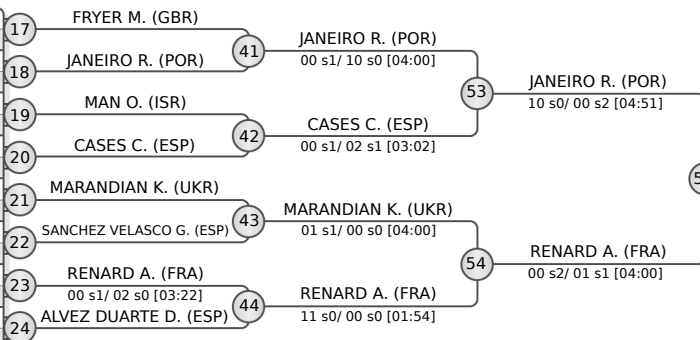 FRYER M. (GBR)
17
JANEIRO R. (POR)
18
41
JANEIRO R. (POR)
00 s1/ 10 s0 [04:00]
MAN O. (ISR)
19
CASES C. (ESP)
20
42
CASES C. (ESP)
00 s1/ 02 s1 [03:02]
53
JANEIRO R. (POR)
10 s0/ 00 s2 [04:51]
MARANDIAN K. (UKR)
21
SANCHEZ VELASCO G. (ESP)
22
43
MARANDIAN K. (UKR)
01 s1/ 00 s0 [04:00]
RENARD A. (FRA)
23
00 s1/ 02 s0 [03:22]
ALVEZ DUARTE D. (ESP)
24
44
RENARD A. (FRA)
11 s0/ 00 s0 [01:54]
54
RENARD A. (FRA)
00 s2/ 01 s1 [04:00]